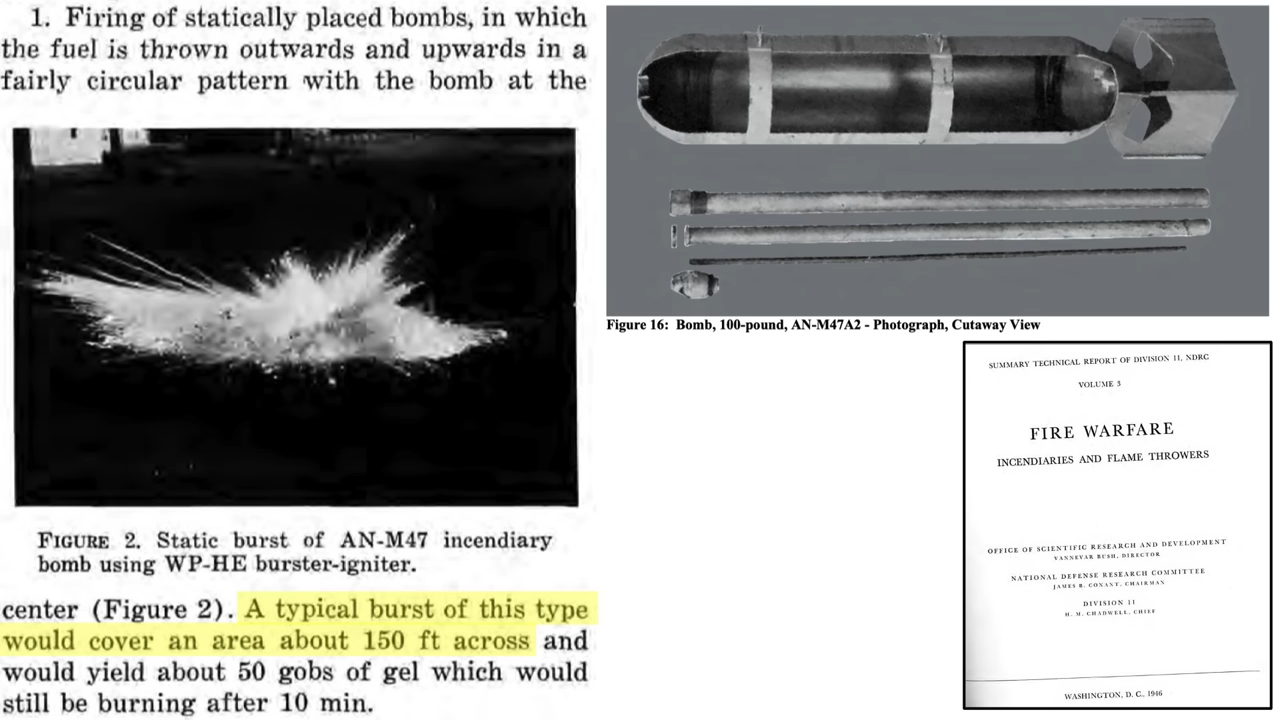 1. Firing of statically placed bombs, in which
the fuel is thrown outwards and upwards in a
fairly circular pattern with the bomb at the
FIGURE 2. Static burst of AN-M47 incendiary
bomb using WP-HE burster-igniter.
center (Figure 2). A typical burst of this type
would cover an area about 150 ft across and
would yield about 50 gobs of gel which would
still be burning after 10 min.
Figure 16: Bomb, 100-pound, AN-M47A2 - Photograph, Cutaway View
SUMMARY TECHNICAL REPORT OF DIVISION 11, NDRC
VOLUME 3
FIRE WARFARE
INCENDIARIES AND FLAME THROWERS
OFFICE OF SCIENTIFIC RESEARCH AND DEVELOPMENT
VANNEVAR BUSH, DIRECTOR
NATIONAL DEFENSE RESEARCH COMMITTEE
JAMES B. CONANT, CHAIRMAN
DIVISION 11
H. M. CHADWELL, CHIEF
WASHINGTON, D. C., 1946